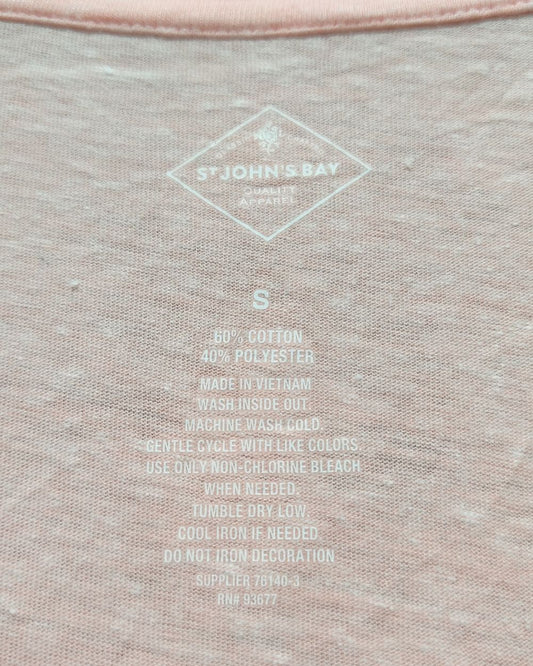 ST JOHN'S BAY
QUALITY
APPAREL
S
60% COTTON
40% POLYESTER
MADE IN VIETNAM
WASH INSIDE OUT.
MACHINE WASH COLD.
GENTLE CYCLE WITH LIKE COLORS.
USE ONLY NON-CHLORINE BLEACH
WHEN NEEDED.
TUMBLE DRY LOW.
COOL IRON IF NEEDED.
DO NOT IRON DECORATION
SUPPLIER 76140-3
RN# 93677